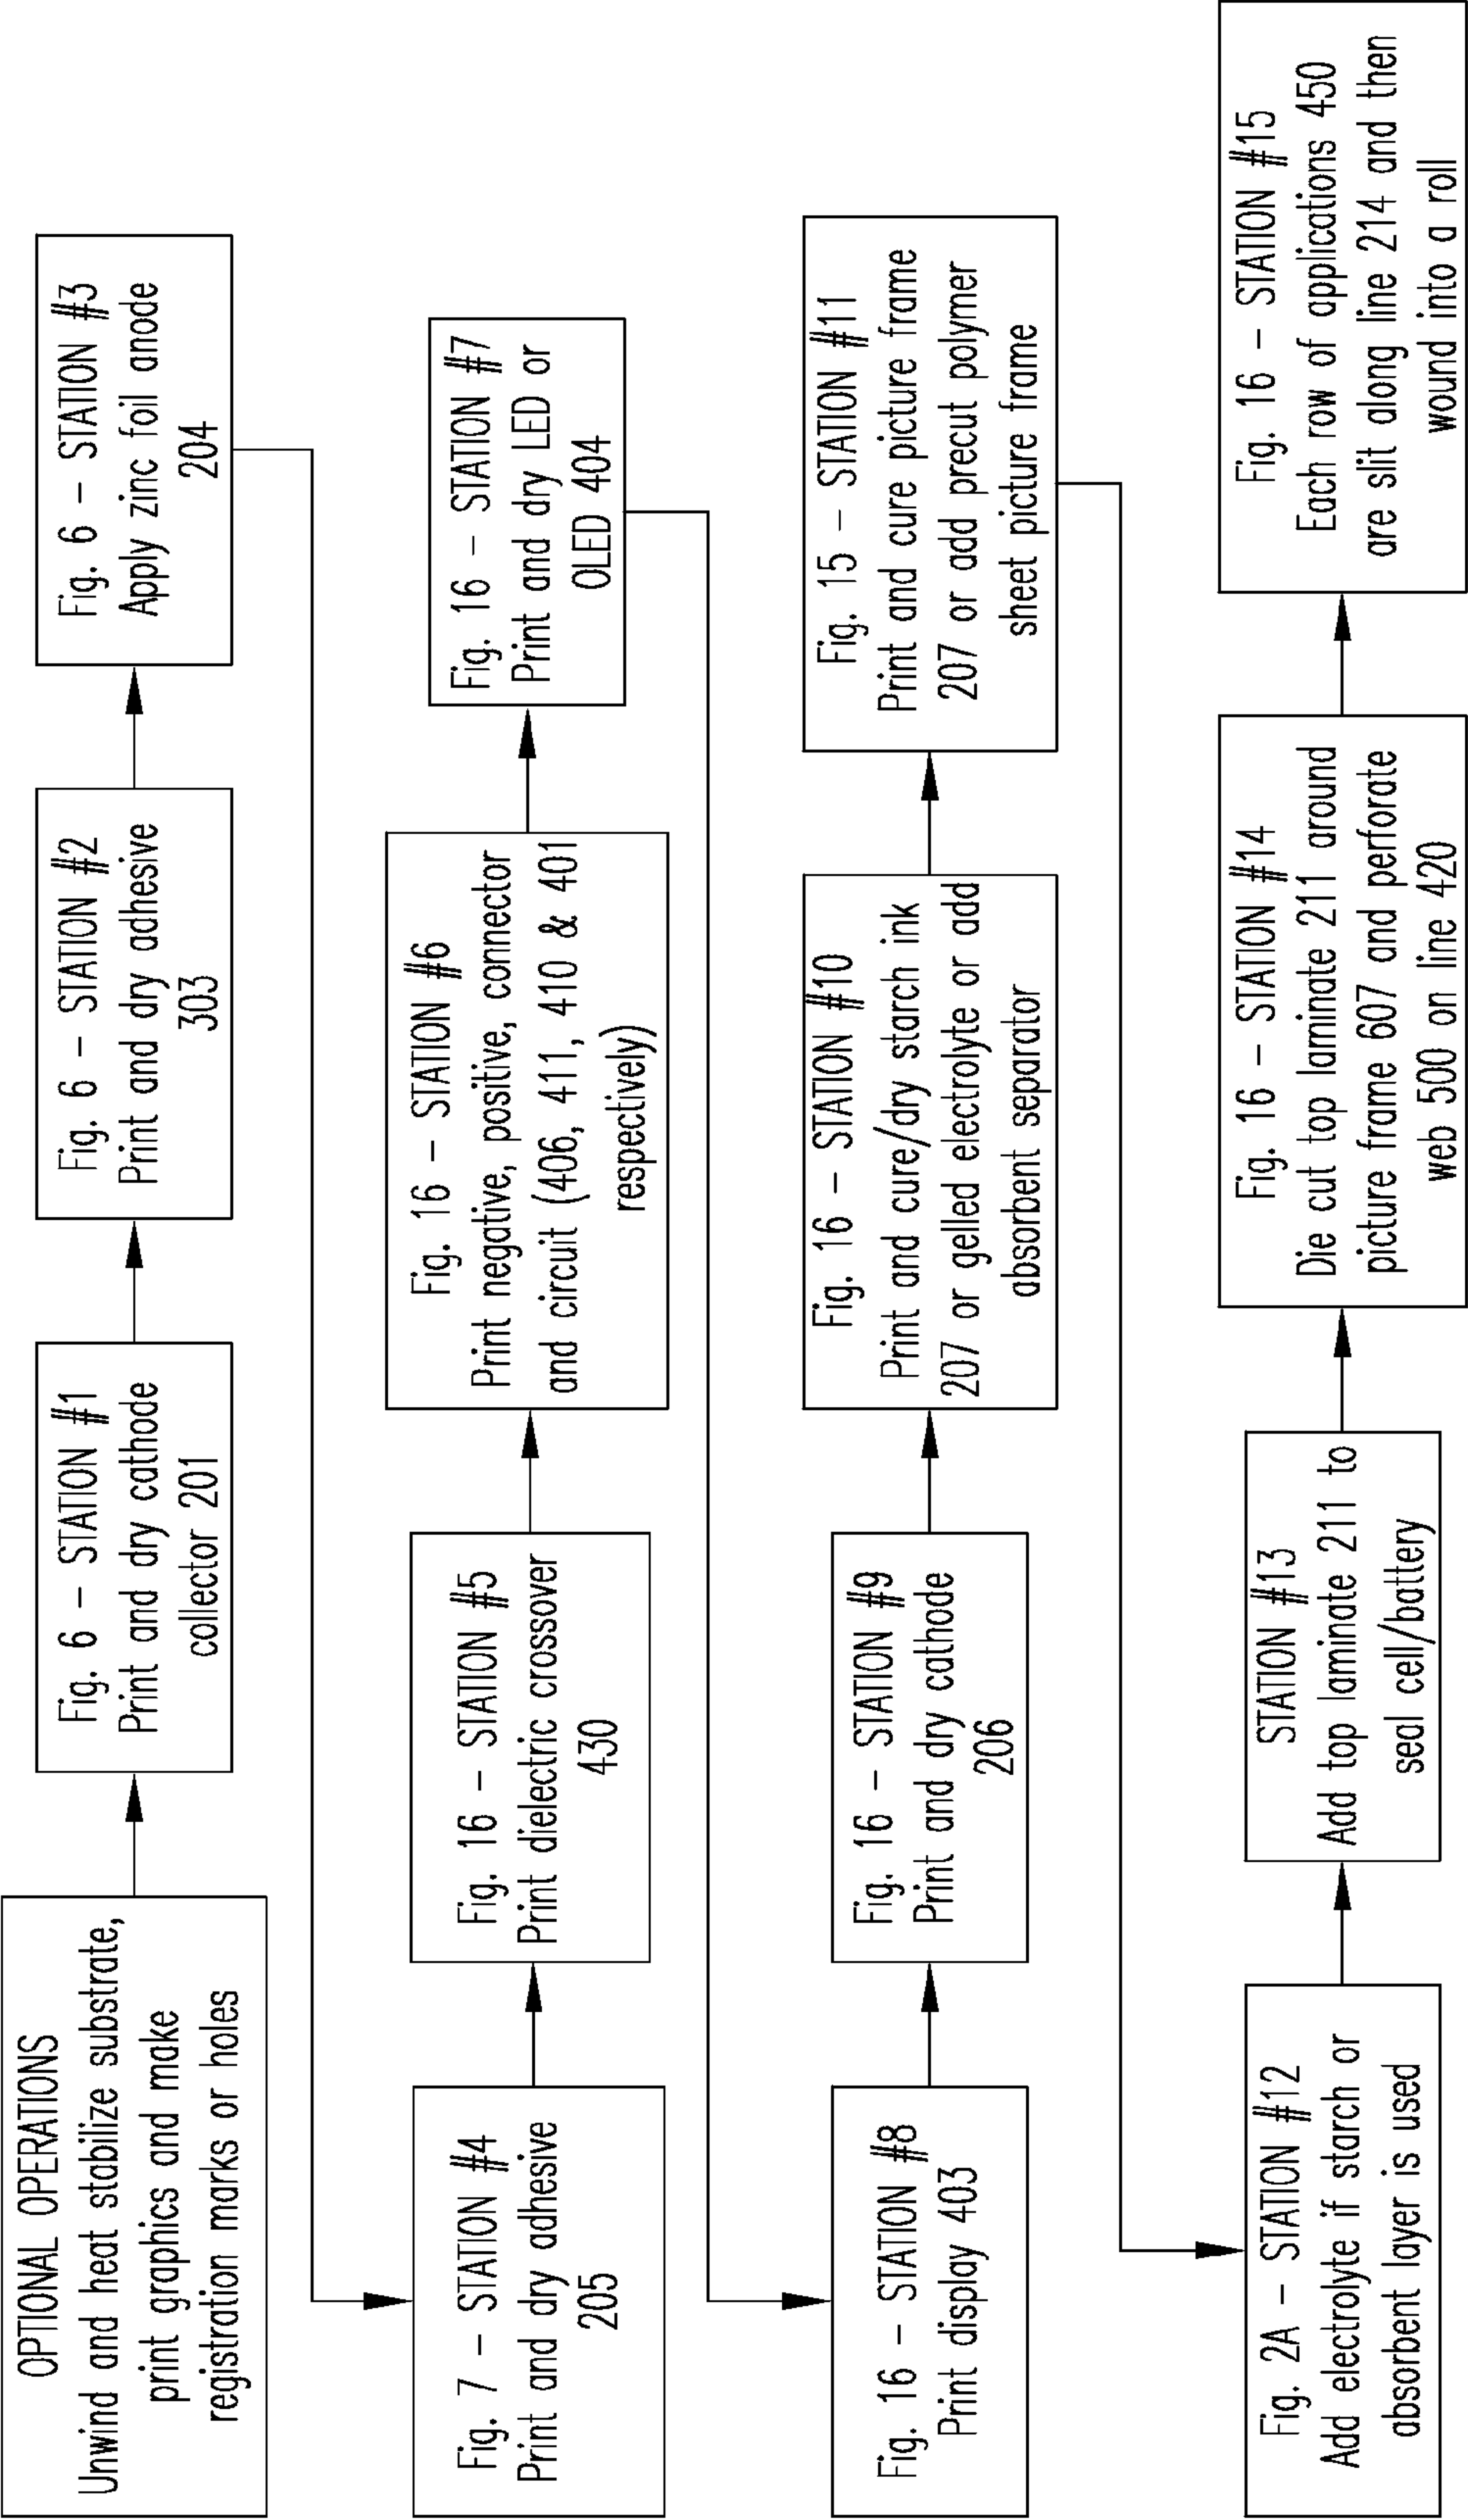 OPTIONAL OPERATIONS
Unwind and heat stabilize substrate,
print graphics and make
registration marks or holes
Fig. 6 – STATION #1
Print and dry cathode
collector 201
Fig. 6 – STATION #2
Print and dry adhesive
303
Fig. 6 – STATION #3
Apply zinc foil anode
204
Fig. 7 – STATION #4
Print and dry adhesive
205
Fig. 16 – STATION #5
Print dielectric crossover
430
Fig. 16 – STATION #6
Print negative, positive, connector
and circuit (406, 411, 410 & 401
respectively)
Fig. 16 – STATION #7
Print and dry LED or
OLED 404
Fig. 16 – STATION #8
Print display 403
Fig. 16 – STATION #9
Print and dry cathode
206
Fig. 16 – STATION #10
Print and cure/dry starch ink
207 or gelled electrolyte or add
absorbent separator
Fig. 15 – STATION #11
Print and cure picture frame
207 or add precut polymer
sheet picture frame
Fig. 2A – STATION #12
Add electrolyte if starch or
absorbent layer is used
STATION #13
Add top laminate 211 to
seal cell/battery
Fig. 16 – STATION #14
Die cut top laminate 211 around
picture frame 607 and perforate
web 500 on line 420
Fig. 16 – STATION #15
Each row of applications 450
are slit along line 214 and then
wound into a roll